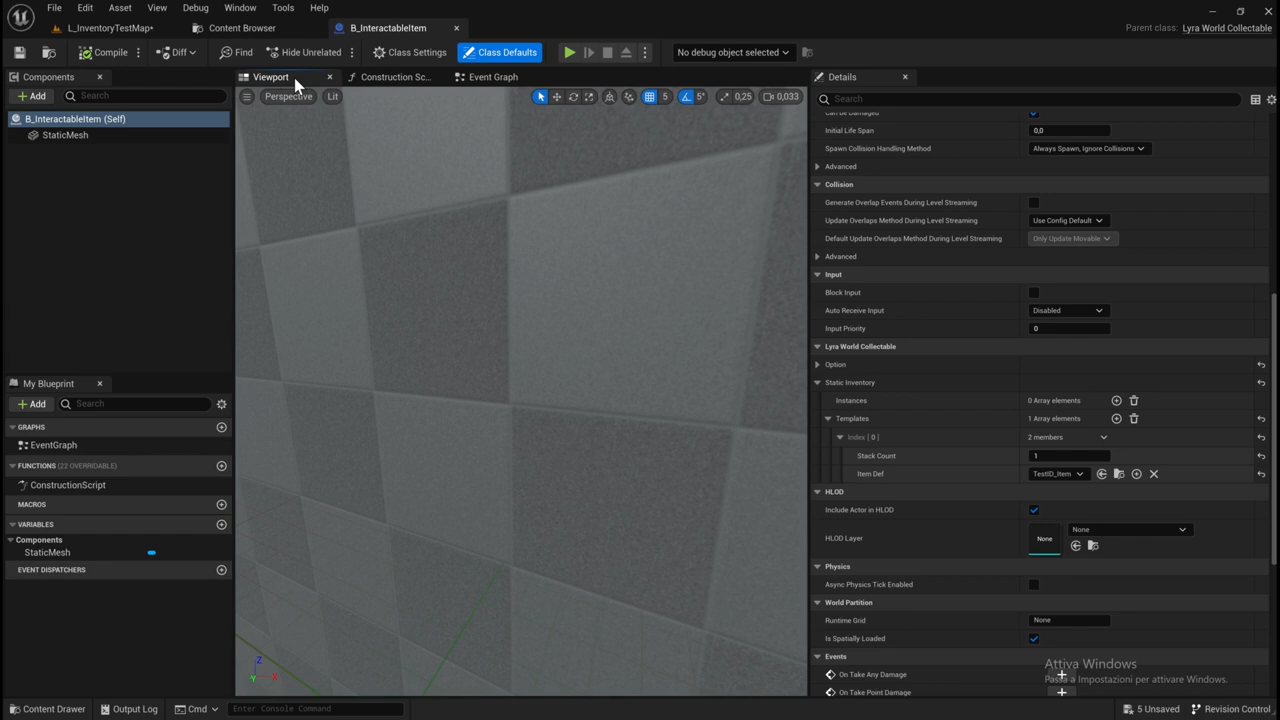 File Edit Asset View Debug Window Tools Help
L_InventoryTestMap* Content Browser B_InteractableItem
Parent class: Lyra World Collectable
Compile Diff Find Hide Unrelated Class Settings Class Defaults No debug object selected
Components Viewport Construction Sc... Event Graph Details
Add Search
Perspective Lit 5 5° 0,25 0,033
Search
B_InteractableItem (Self)
StaticMesh
My Blueprint
Add Search
GRAPHS
EventGraph
FUNCTIONS (22 OVERRIDABLE)
ConstructionScript
MACROS
VARIABLES
Components
StaticMesh
EVENT DISPATCHERS
Z
Y X
Can be Damaged
Initial Life Span 0,0
Spawn Collision Handling Method Always Spawn, Ignore Collisions
Advanced
Collision
Generate Overlap Events During Level Streaming
Update Overlaps Method During Level Streaming Use Config Default
Default Update Overlaps Method During Level Streaming Only Update Movable
Advanced
Input
Block Input
Auto Receive Input Disabled
Input Priority 0
Lyra World Collectable
Option
Static Inventory
Instances 0 Array elements
Templates 1 Array elements
Index [ 0 ] 2 members
Stack Count 1
Item Def TestID_Item
HLOD
Include Actor in HLOD
HLOD Layer None None
Physics
Async Physics Tick Enabled
World Partition
Runtime Grid None
Is Spatially Loaded
Events
On Take Any Damage
On Take Point Damage
Attiva Windows
Passa a Impostazioni per attivare Windows.
Content Drawer Output Log Cmd Enter Console Command 5 Unsaved Revision Control